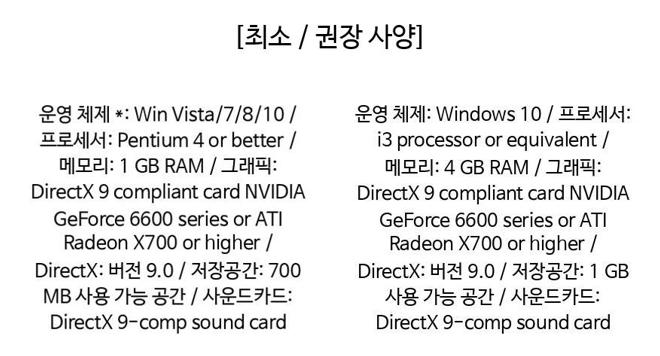 [최소 / 권장 사양]
운영 체제 *: Win Vista/7/8/10 /
프로세서: Pentium 4 or better /
메모리: 1 GB RAM / 그래픽:
DirectX 9 compliant card NVIDIA
GeForce 6600 series or ATI
Radeon X700 or higher /
DirectX: 버전 9.0 / 저장공간: 700
MB 사용 가능 공간 / 사운드카드:
DirectX 9-comp sound card
운영 체제: Windows 10 / 프로세서:
i3 processor or equivalent /
메모리: 4 GB RAM / 그래픽:
DirectX 9 compliant card NVIDIA
GeForce 6600 series or ATI
Radeon X700 or higher /
DirectX: 버전 9.0 / 저장공간: 1 GB
사용 가능 공간 / 사운드카드:
DirectX 9-comp sound card